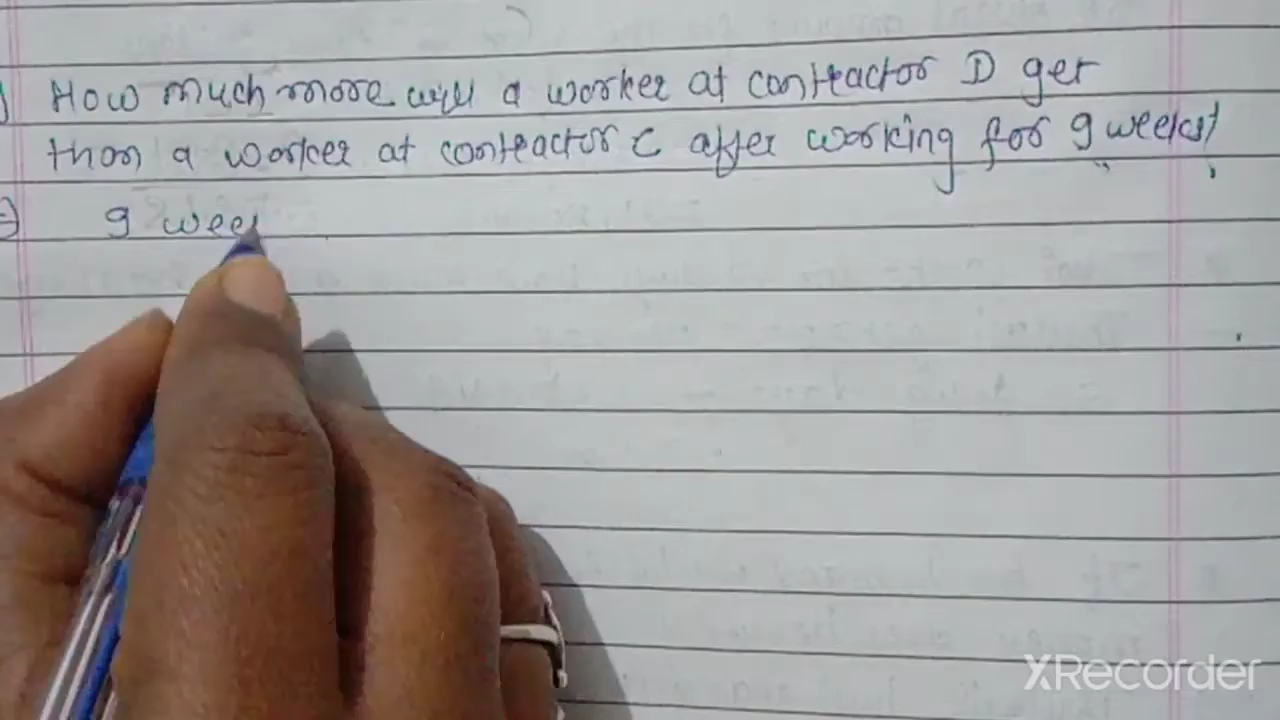 ) How much more will a worker at contractor D get
than a worker at contractor C after working for 9 weeks?
=) 9 wee
XRecorder